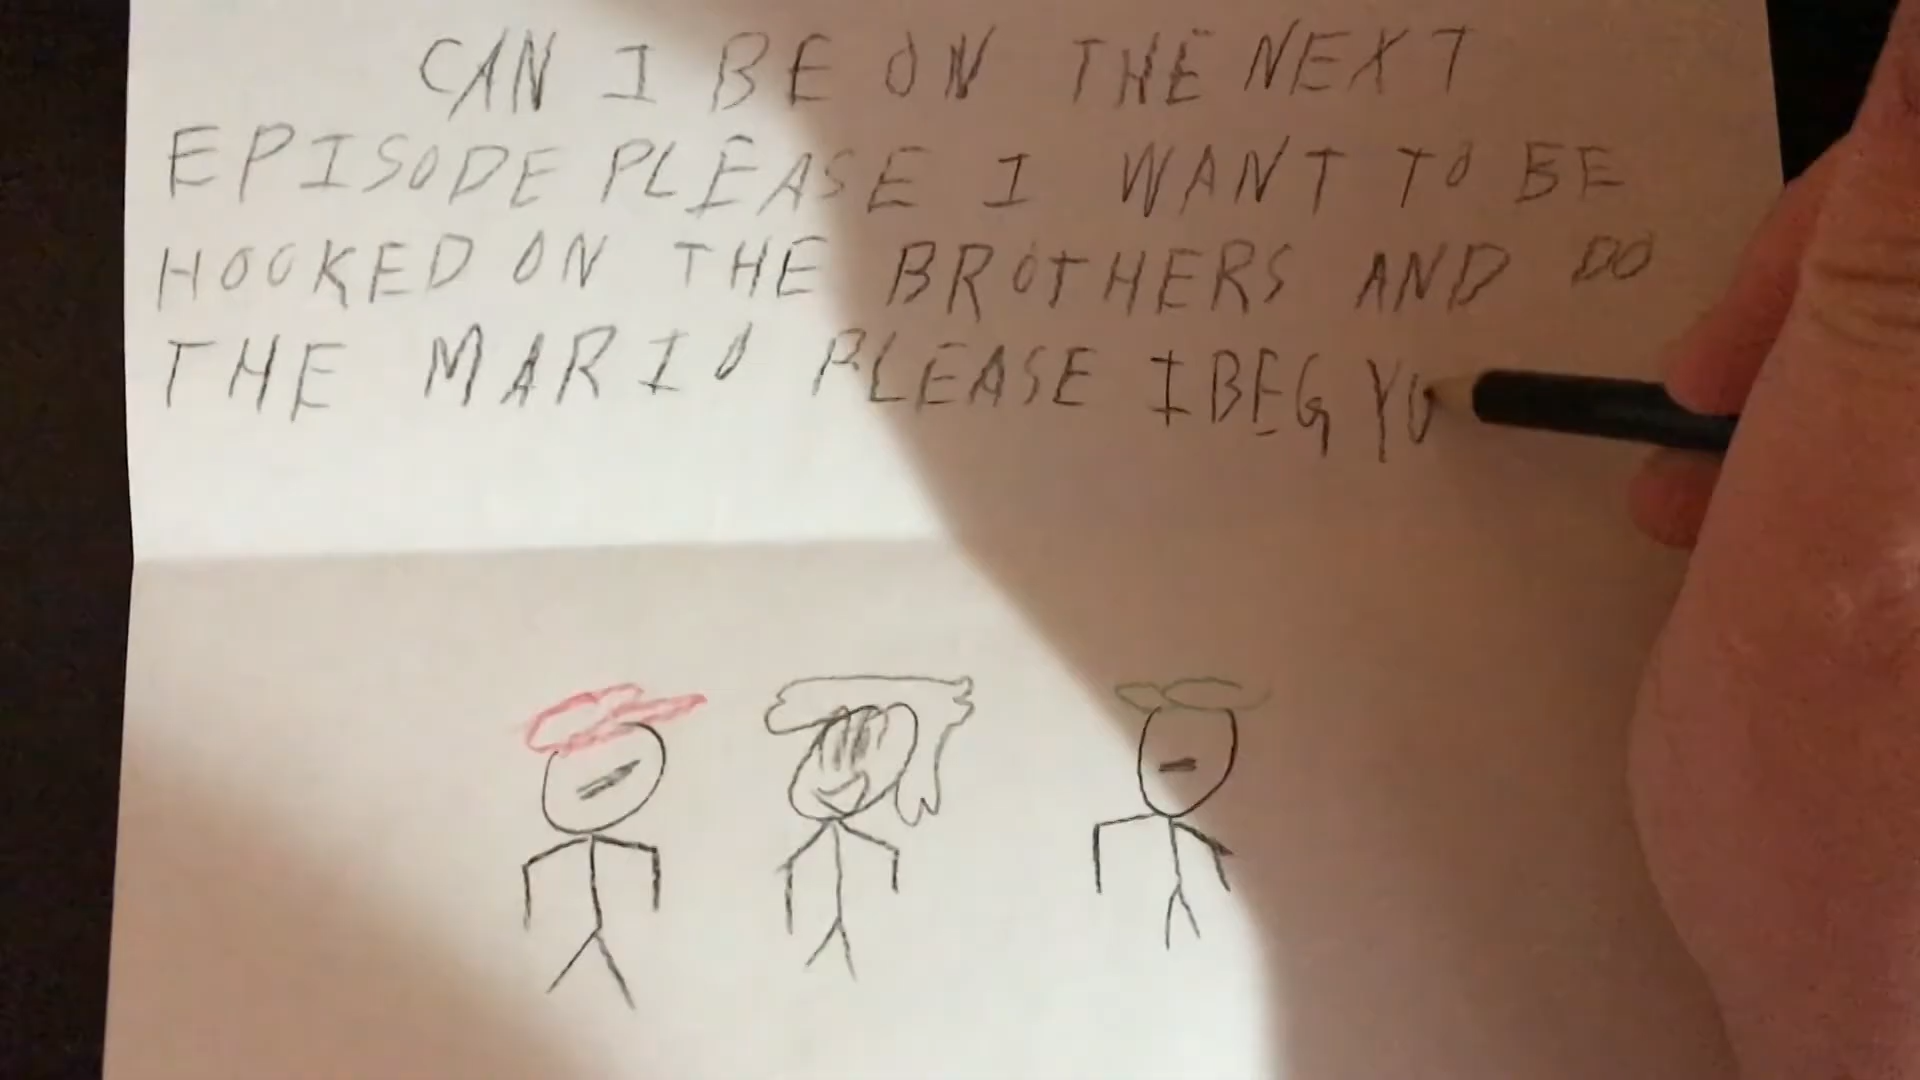 CAN I BE ON THE NEXT
EPISODE PLEASE I WANT TO BE
HOOKED ON THE BROTHERS AND DO
THE MARIO PLEASE I BEG YO